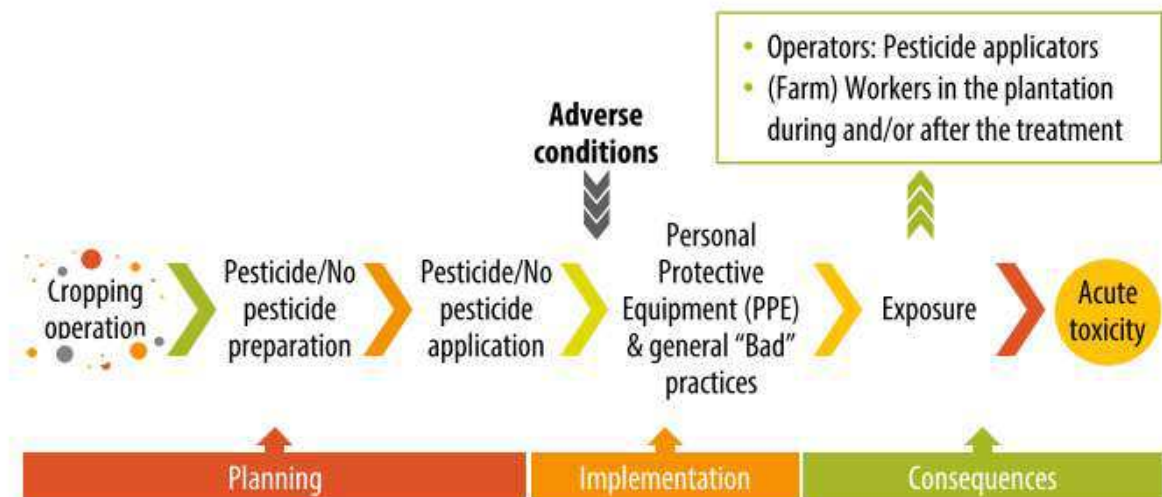 • Operators: Pesticide applicators
• (Farm) Workers in the plantation
during and/or after the treatment
Adverse
conditions
Cropping
operation
Pesticide/No
pesticide
preparation
Pesticide/No
pesticide
application
Personal
Protective
Equipment (PPE)
& general “Bad”
practices
Exposure
Acute
toxicity
Planning
Implementation
Consequences